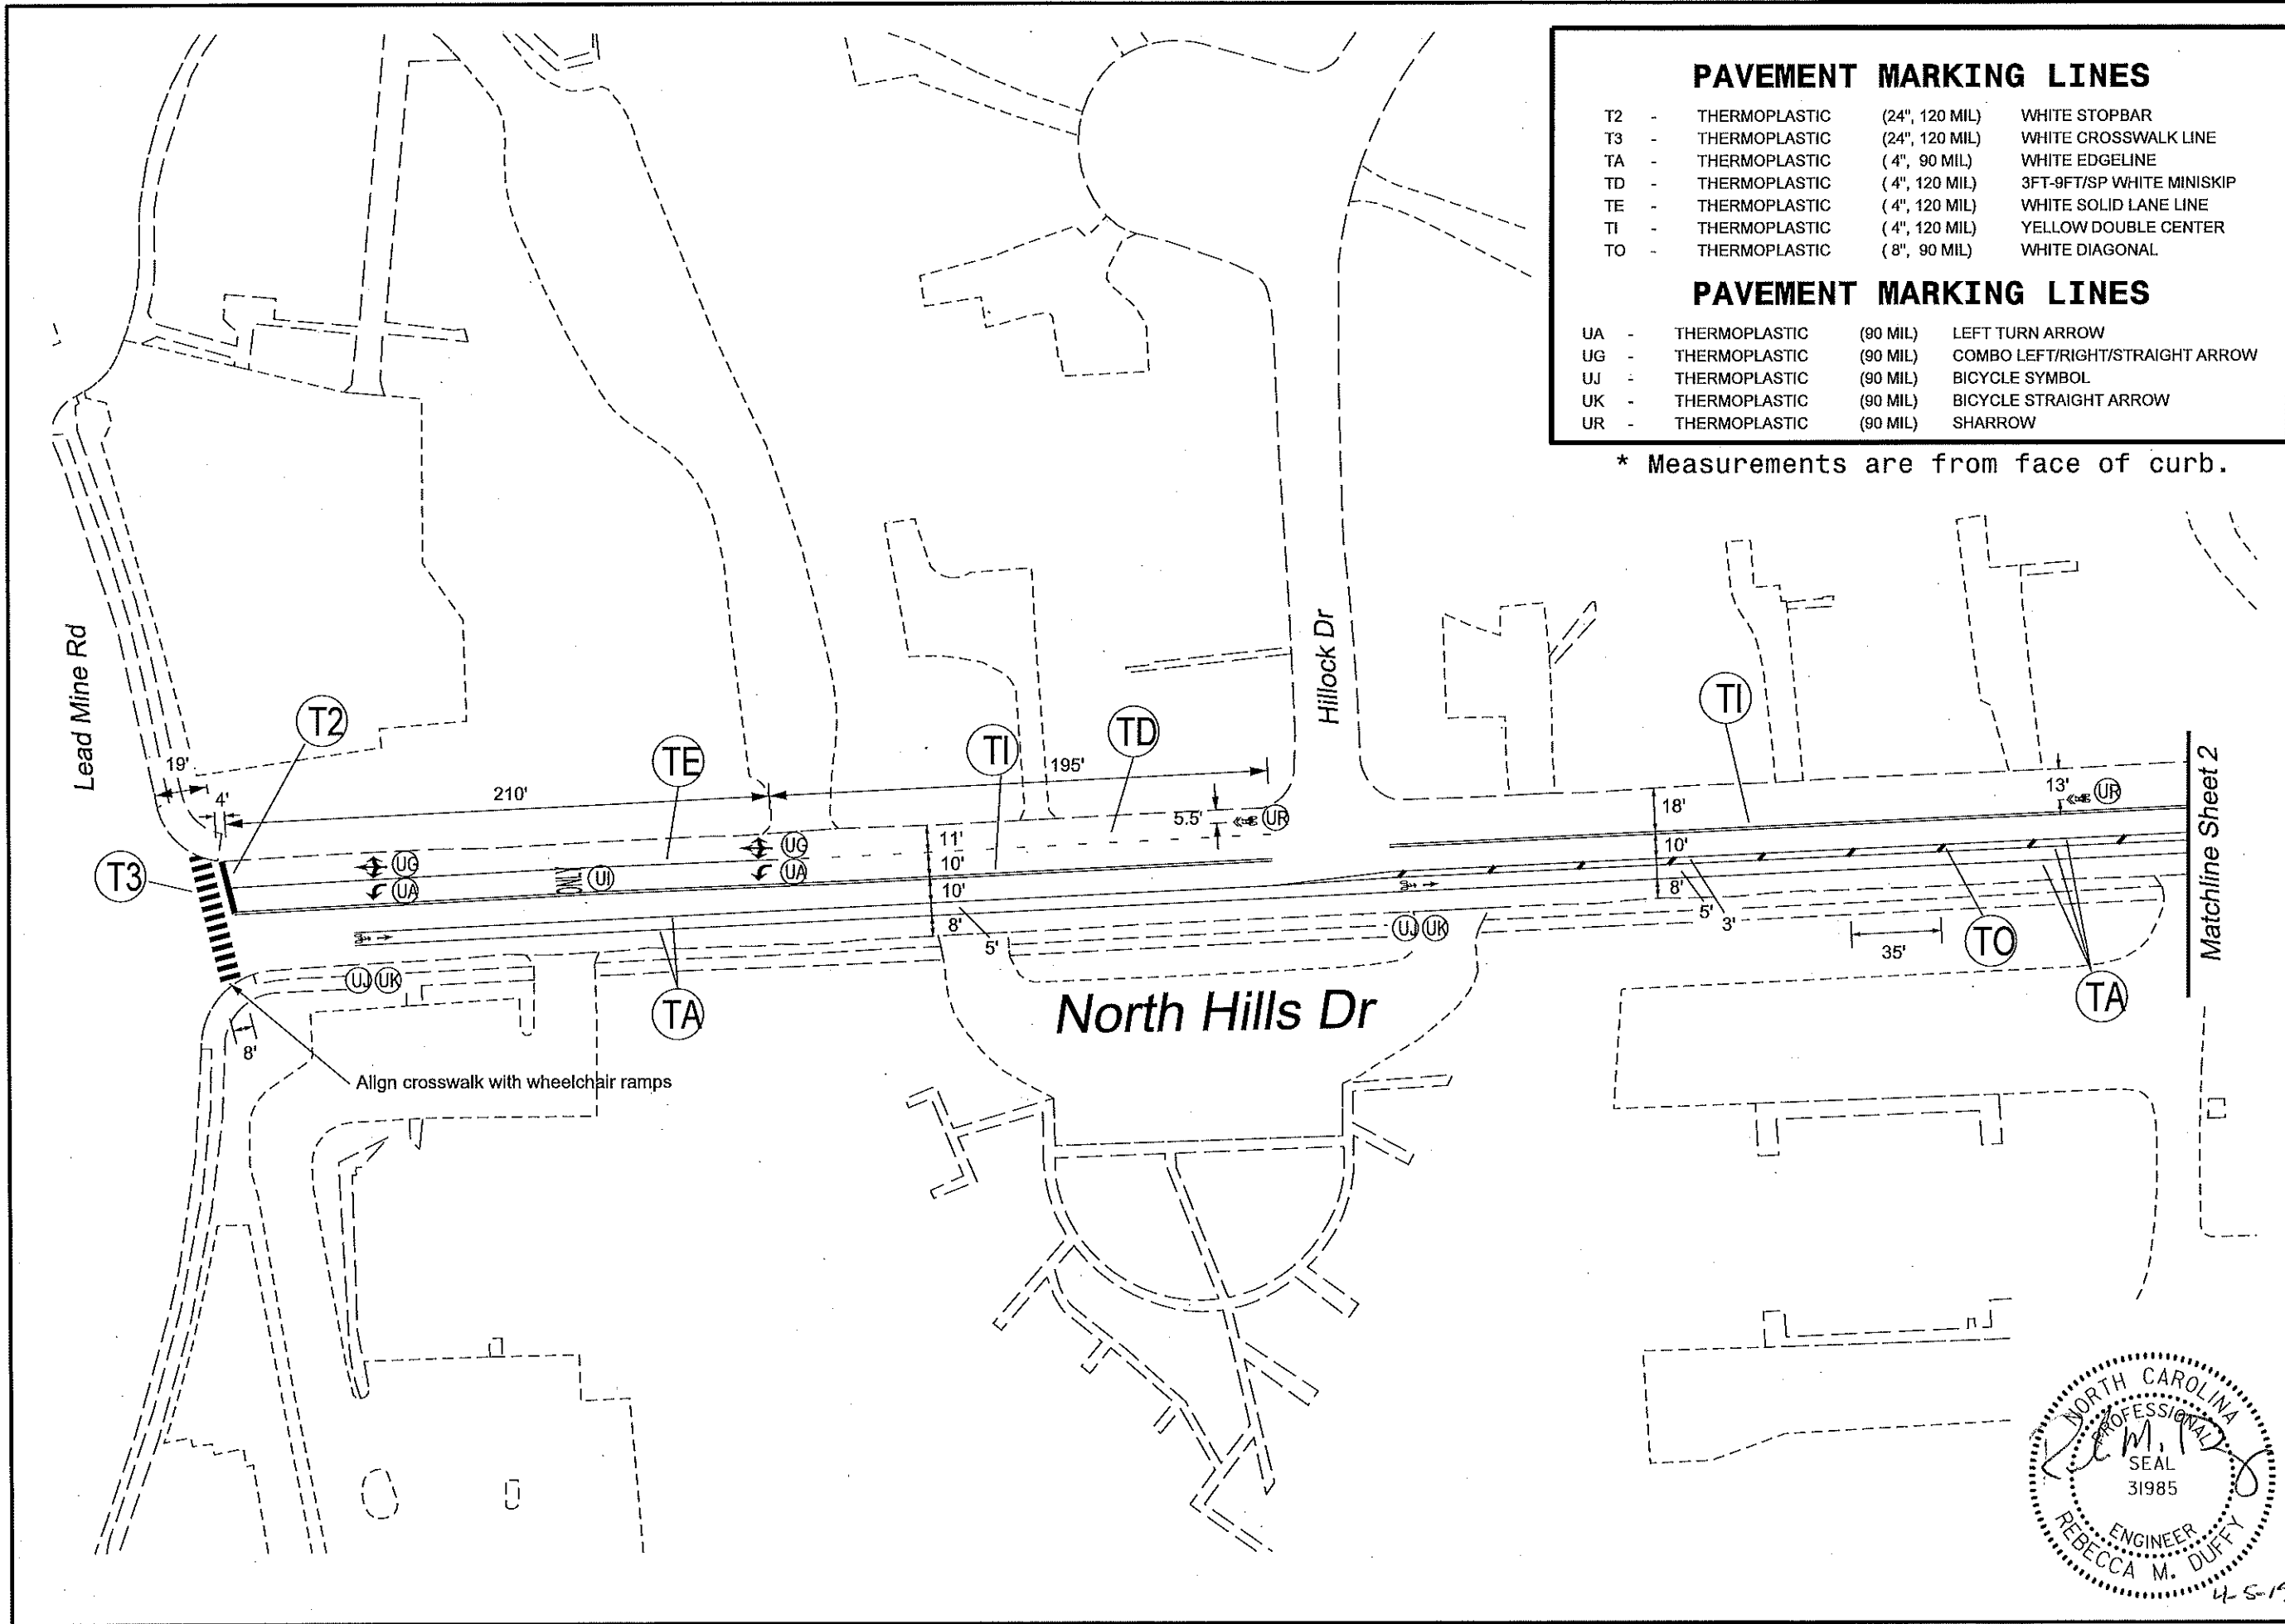 PAVEMENT MARKING LINES
T2 - THERMOPLASTIC (24", 120 MIL) WHITE STOPBAR
T3 - THERMOPLASTIC (24", 120 MIL) WHITE CROSSWALK LINE
TA - THERMOPLASTIC ( 4", 90 MIL) WHITE EDGELINE
TD - THERMOPLASTIC ( 4", 120 MIL) 3FT-9FT/SP WHITE MINISKIP
TE - THERMOPLASTIC ( 4", 120 MIL) WHITE SOLID LANE LINE
TI - THERMOPLASTIC ( 4", 120 MIL) YELLOW DOUBLE CENTER
TO - THERMOPLASTIC ( 8", 90 MIL) WHITE DIAGONAL
PAVEMENT MARKING LINES
UA - THERMOPLASTIC (90 MIL) LEFT TURN ARROW
UG - THERMOPLASTIC (90 MIL) COMBO LEFT/RIGHT/STRAIGHT ARROW
UJ - THERMOPLASTIC (90 MIL) BICYCLE SYMBOL
UK - THERMOPLASTIC (90 MIL) BICYCLE STRAIGHT ARROW
UR - THERMOPLASTIC (90 MIL) SHARROW
* Measurements are from face of curb.
Lead Mine Rd
Hillock Dr
Matchline Sheet 2
T2
TE
TI
TD
TI
19'
4'
210'
195'
5.5'
UR
18'
13'
UR
T3
UG
UA
ONLY
UI
UG
UA
11'
10'
10'
8'
5'
10'
8'
5'
3'
35'
TO
TA
UJ UK
UJ UK
TA
8'
North Hills Dr
Align crosswalk with wheelchair ramps
NORTH CAROLINA
PROFESSIONAL
SEAL
31985
ENGINEER
REBECCA M. DUFFY